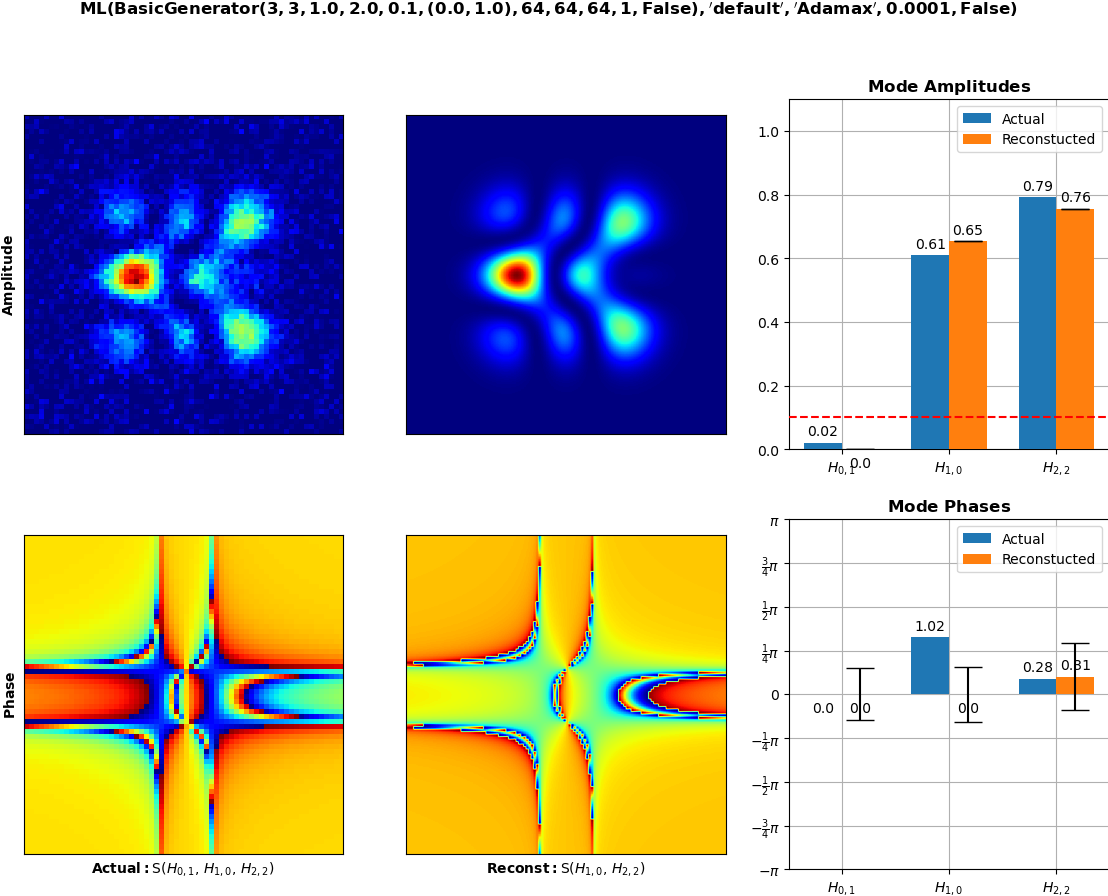 ML(BasicGenerator(3, 3, 1.0, 2.0, 0.1, (0.0, 1.0), 64, 64, 64, 1, False), ′default′, ′Adamax′, 0.0001, False)
Mode Amplitudes
Actual
Reconstucted
1.0
0.8
0.6
0.4
0.2
0.0
0.02
0.0
0.61
0.65
0.79
0.76
H0,1
H1,0
H2,2
Amplitude
Mode Phases
Actual
Reconstucted
π
3/4π
1/2π
1/4π
0
−1/4π
−1/2π
−3/4π
−π
0.0
0.0
1.02
0.0
0.28
0.31
H0,1
H1,0
H2,2
Phase
Actual: S(H0,1, H1,0, H2,2)
Reconst: S(H1,0, H2,2)